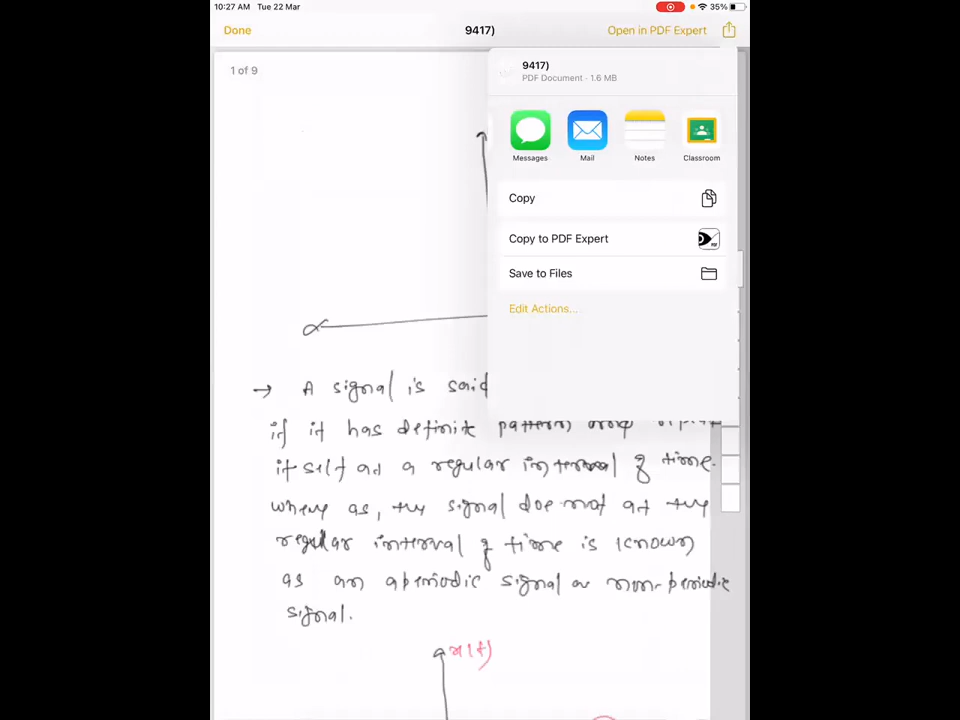 10:27 AM Tue 22 Mar 35%
Done 9417) Open in PDF Expert
1 of 9
9417)
PDF Document · 1.6 MB
Messages Mail Notes Classroom
Copy
Copy to PDF Expert
Save to Files
Edit Actions...
→ A signal is said
if it has definite pattern
it self at a regular interval of time.
where as, the signal does not at the
regular interval of time is known
as an aperiodic signal or non-periodic
signal.
x(t)